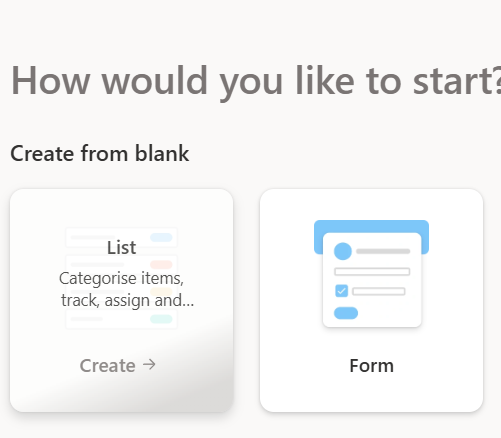 How would you like to start?
Create from blank
List
Categorise items,
track, assign and...
Create →
Form